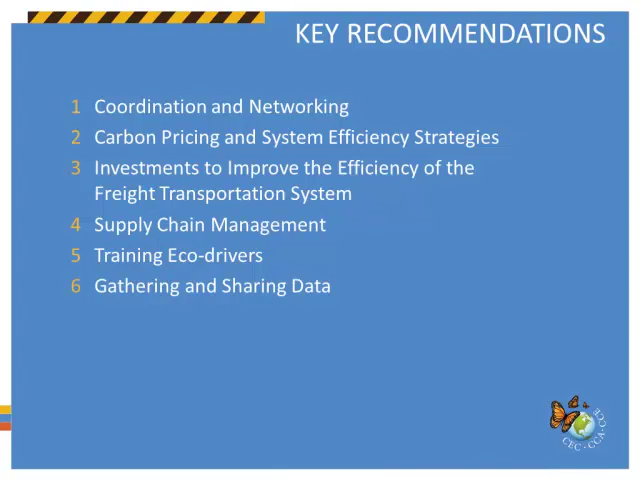 KEY RECOMMENDATIONS
1 Coordination and Networking
2 Carbon Pricing and System Efficiency Strategies
3 Investments to Improve the Efficiency of the
Freight Transportation System
4 Supply Chain Management
5 Training Eco-drivers
6 Gathering and Sharing Data
CEC·CCA·CCE